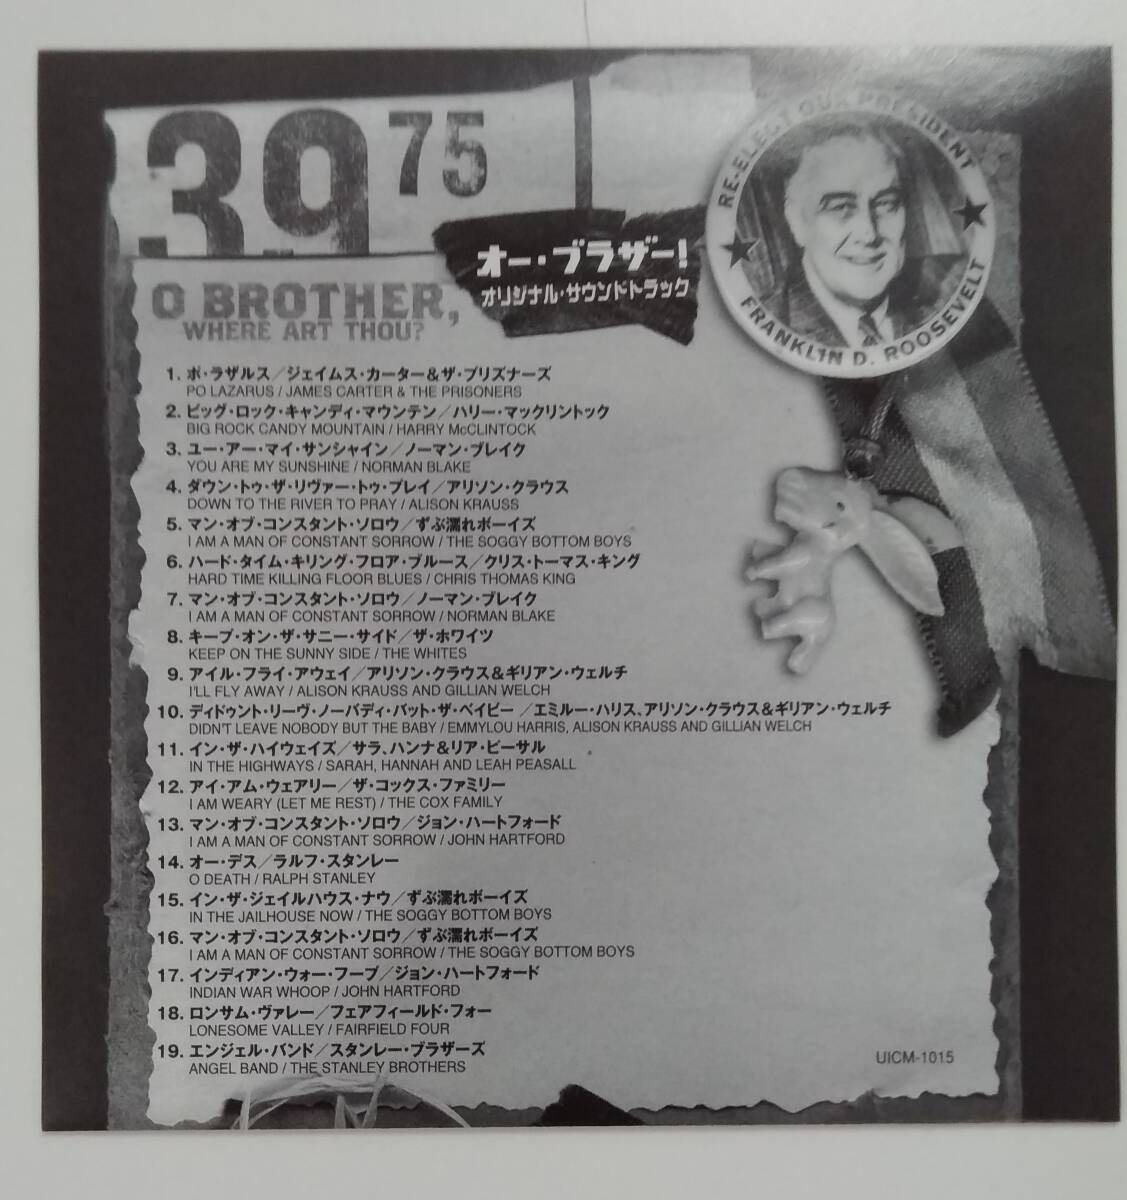 39 75
RE-ELECT OUR PRESIDENT
FRANKLIN D. ROOSEVELT
オー・ブラザー!
オリジナル・サウンドトラック
O BROTHER,
WHERE ART THOU?
1. ポ・ラザルス/ジェイムス・カーター&ザ・プリズナーズ
PO LAZARUS / JAMES CARTER & THE PRISONERS
2. ビッグ・ロック・キャンディ・マウンテン/ハリー・マックリントック
BIG ROCK CANDY MOUNTAIN / HARRY McCLINTOCK
3. ユー・アー・マイ・サンシャイン/ノーマン・ブレイク
YOU ARE MY SUNSHINE / NORMAN BLAKE
4. ダウン・トゥ・ザ・リヴァー・トゥ・プレイ/アリソン・クラウス
DOWN TO THE RIVER TO PRAY / ALISON KRAUSS
5. マン・オブ・コンスタント・ソロウ/ずぶ濡れボーイズ
I AM A MAN OF CONSTANT SORROW / THE SOGGY BOTTOM BOYS
6. ハード・タイム・キリング・フロア・ブルース/クリス・トーマス・キング
HARD TIME KILLING FLOOR BLUES / CHRIS THOMAS KING
7. マン・オブ・コンスタント・ソロウ/ノーマン・ブレイク
I AM A MAN OF CONSTANT SORROW / NORMAN BLAKE
8. キープ・オン・ザ・サニー・サイド/ザ・ホワイツ
KEEP ON THE SUNNY SIDE / THE WHITES
9. アイル・フライ・アウェイ/アリソン・クラウス&ギリアン・ウェルチ
I'LL FLY AWAY / ALISON KRAUSS AND GILLIAN WELCH
10. ディドゥント・リーヴ・ノーバディ・バット・ザ・ベイビー/エミルー・ハリス、アリソン・クラウス&ギリアン・ウェルチ
DIDN'T LEAVE NOBODY BUT THE BABY / EMMYLOU HARRIS, ALISON KRAUSS AND GILLIAN WELCH
11. イン・ザ・ハイウェイズ/サラ、ハンナ&リア・ピーサル
IN THE HIGHWAYS / SARAH, HANNAH AND LEAH PEASALL
12. アイ・アム・ウェアリー/ザ・コックス・ファミリー
I AM WEARY (LET ME REST) / THE COX FAMILY
13. マン・オブ・コンスタント・ソロウ/ジョン・ハートフォード
I AM A MAN OF CONSTANT SORROW / JOHN HARTFORD
14. オー・デス/ラルフ・スタンレー
O DEATH / RALPH STANLEY
15. イン・ザ・ジェイルハウス・ナウ/ずぶ濡れボーイズ
IN THE JAILHOUSE NOW / THE SOGGY BOTTOM BOYS
16. マン・オブ・コンスタント・ソロウ/ずぶ濡れボーイズ
I AM A MAN OF CONSTANT SORROW / THE SOGGY BOTTOM BOYS
17. インディアン・ウォー・フープ/ジョン・ハートフォード
INDIAN WAR WHOOP / JOHN HARTFORD
18. ロンサム・ヴァレー/フェアフィールド・フォー
LONESOME VALLEY / FAIRFIELD FOUR
19. エンジェル・バンド/スタンレー・ブラザーズ
ANGEL BAND / THE STANLEY BROTHERS
UICM-1015